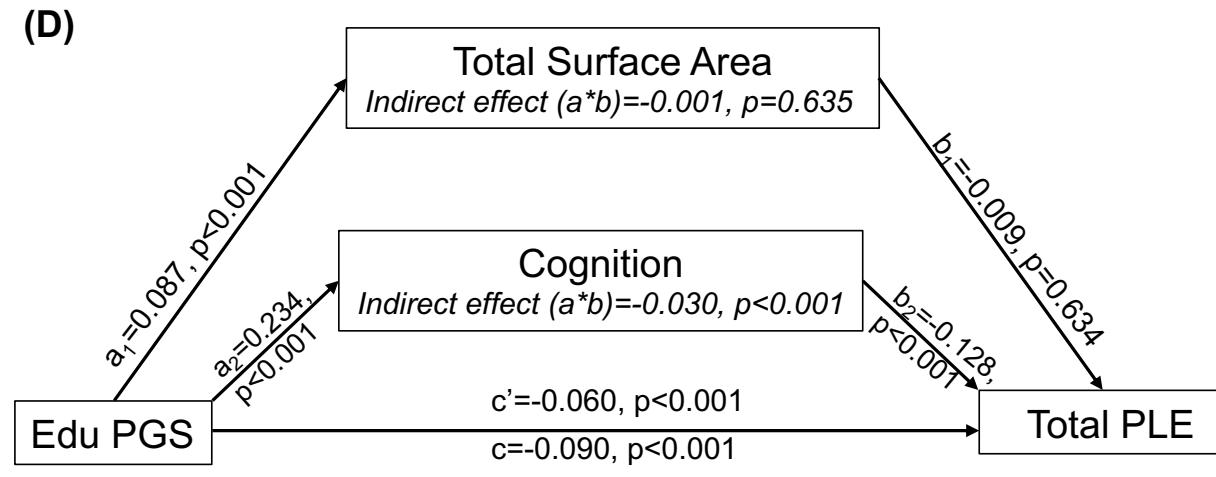 (D)
Total Surface Area
Indirect effect (a*b)=-0.001, p=0.635
a₁=0.087, p<0.001
b₁=-0.009, p=0.634
Cognition
Indirect effect (a*b)=-0.030, p<0.001
a₂=0.234,
p<0.001
b₂=-0.128,
p<0.001
c’=-0.060, p<0.001
Edu PGS
Total PLE
c=-0.090, p<0.001